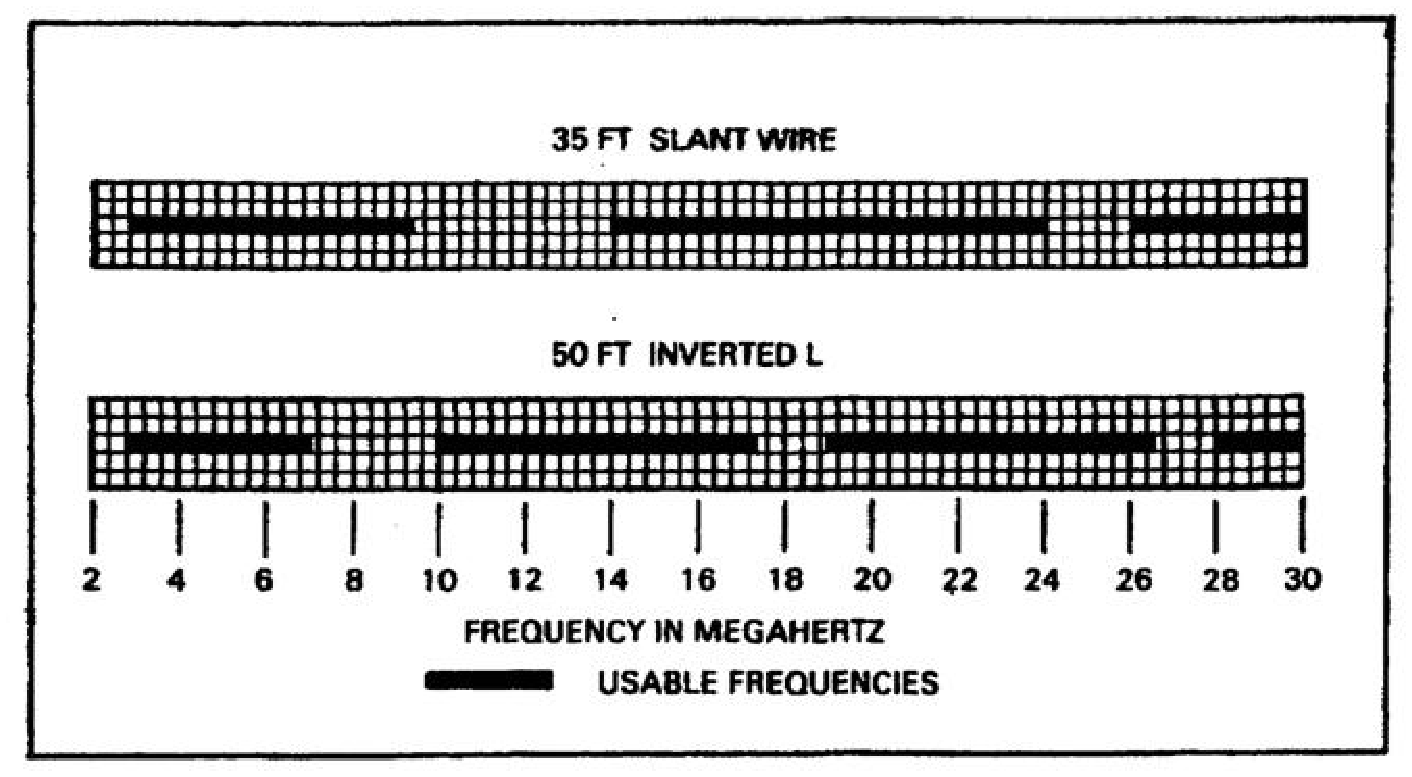 35 FT SLANT WIRE
50 FT INVERTED L
2 4 6 8 10 12 14 16 18 20 22 24 26 28 30
FREQUENCY IN MEGAHERTZ
USABLE FREQUENCIES